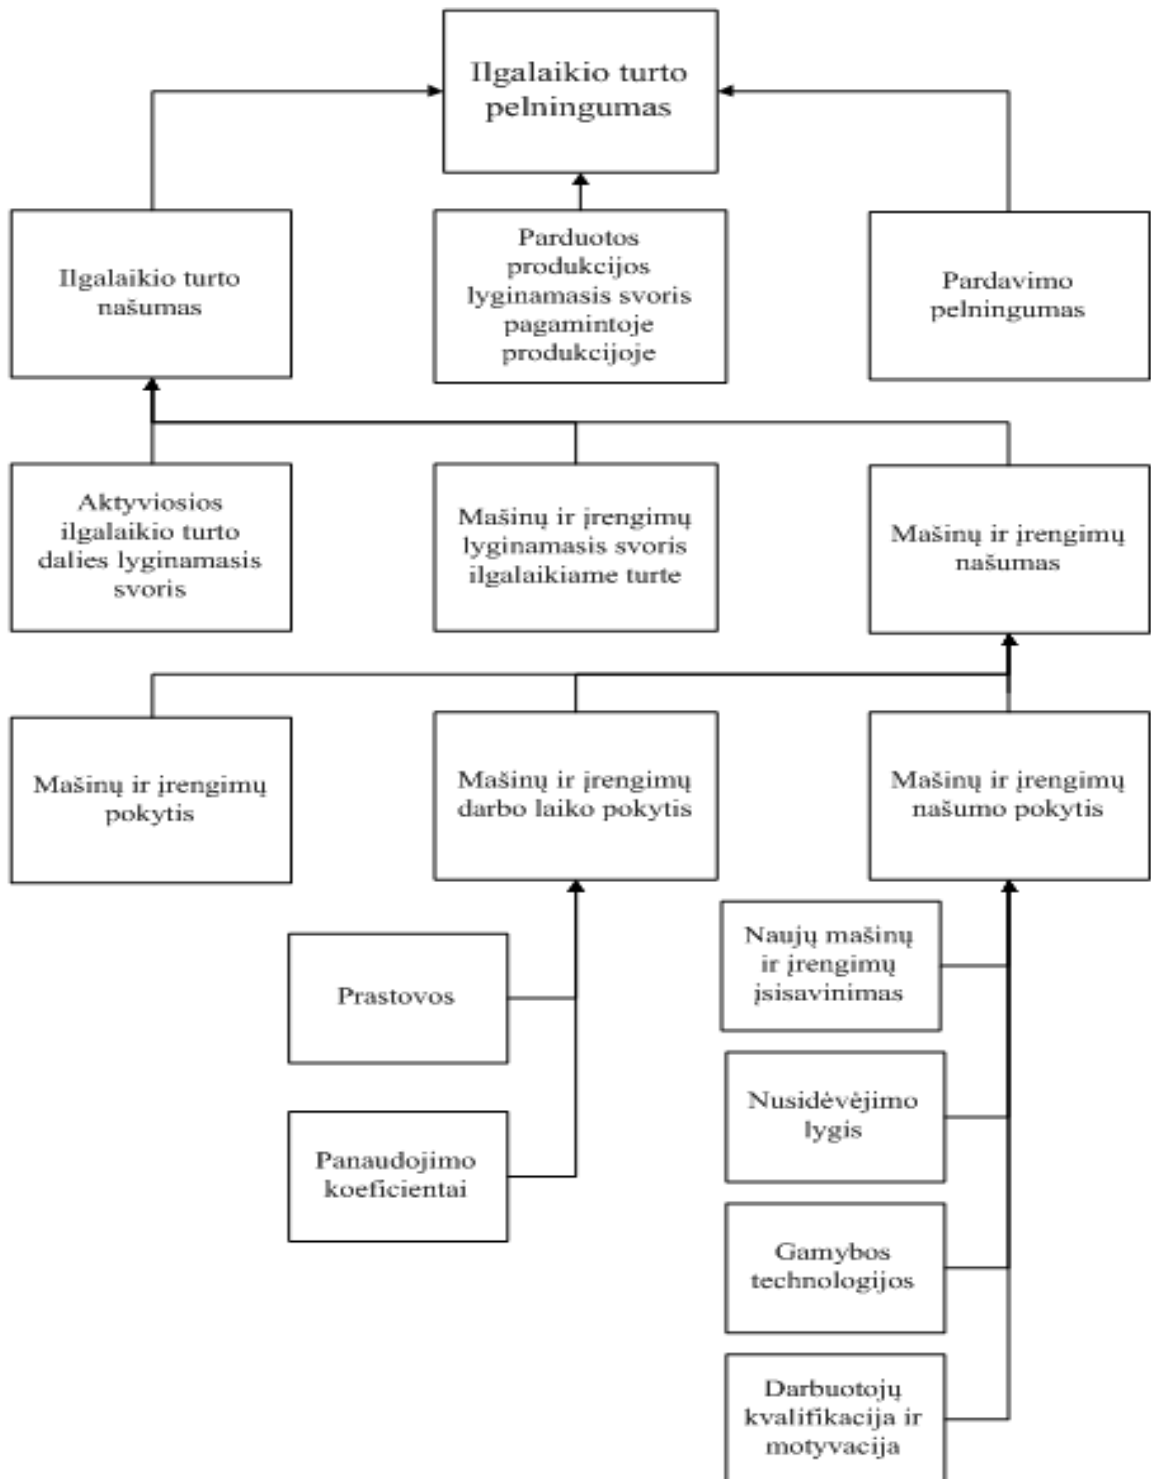 Ilgalaikio turto
pelningumas
Ilgalaikio turto
našumas
Parduotos
produkcijos
lyginamasis svoris
pagamintoje
produkcijoje
Pardavimo
pelningumas
Aktyviosios
ilgalaikio turto
dalies lyginamasis
svoris
Mašinų ir įrengimų
lyginamasis svoris
ilgalaikiame turte
Mašinų ir įrengimų
našumas
Mašinų ir įrengimų
pokytis
Mašinų ir įrengimų
darbo laiko pokytis
Mašinų ir įrengimų
našumo pokytis
Prastovos
Panaudojimo
koeficientai
Naujų mašinų
ir įrengimų
įsisavinimas
Nusidėvėjimo
lygis
Gamybos
technologijos
Darbuotojų
kvalifikacija ir
motyvacija